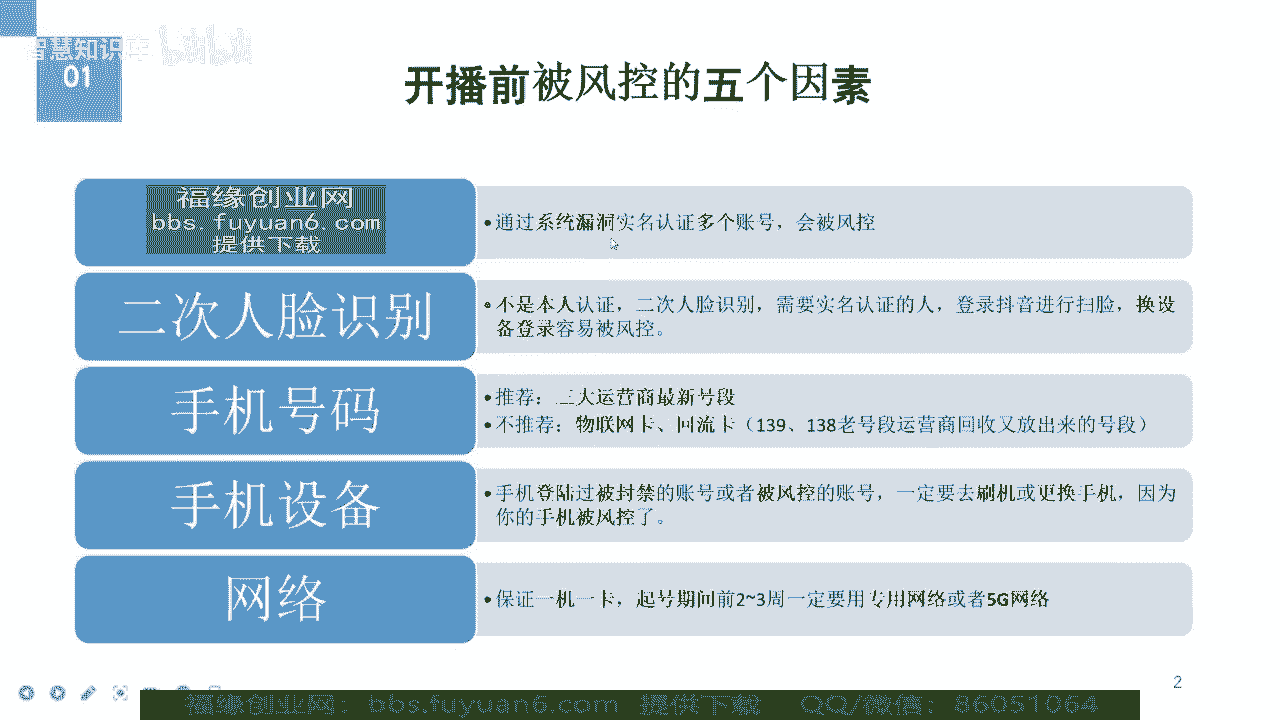 智慧知识库 bilibili
01
开播前被风控的五个因素
福缘创业网
bbs.fuyuan6.com
提供下载
•通过系统漏洞实名认证多个账号，会被风控
二次人脸识别
•不是本人认证，二次人脸识别，需要实名认证的人，登录抖音进行扫脸，换设
备登录容易被风控。
手机号码
•推荐：三大运营商最新号段
•不推荐：物联网卡、回流卡（139、138老号段运营商回收又放出来的号段）
手机设备
•手机登陆过被封禁的账号或者被风控的账号，一定要去刷机或更换手机，因为
你的手机被风控了。
网络
•保证一机一卡，起号期间前2~3周一定要用专用网络或者5G网络
2
福缘创业网：bbs.fuyuan6.com 提供下载 QQ/微信：86051064